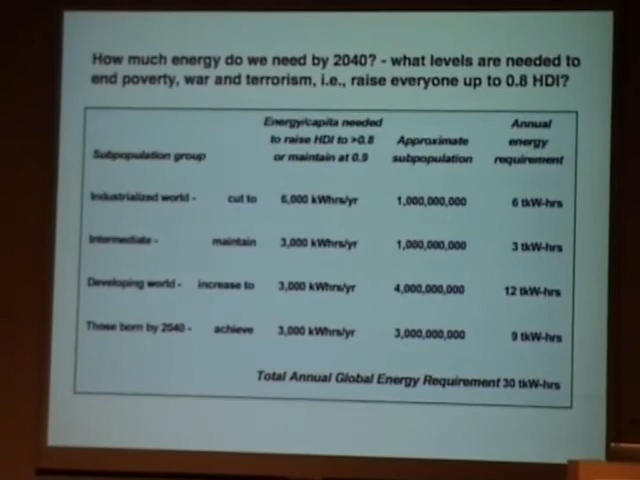 How much energy do we need by 2040? - what levels are needed to
end poverty, war and terrorism, i.e., raise everyone up to 0.8 HDI?
Subpopulation group Energy/capita needed to raise HDI to >0.8 or maintain at 0.9 Approximate subpopulation Annual energy requirement
Industrialized world - cut to 6,000 kWhrs/yr 1,000,000,000 6 tkW-hrs
Intermediate - maintain 3,000 kWhrs/yr 1,000,000,000 3 tkW-hrs
Developing world - increase to 3,000 kWhrs/yr 4,000,000,000 12 tkW-hrs
Those born by 2040 - achieve 3,000 kWhrs/yr 3,000,000,000 9 tkW-hrs
Total Annual Global Energy Requirement 30 tkW-hrs